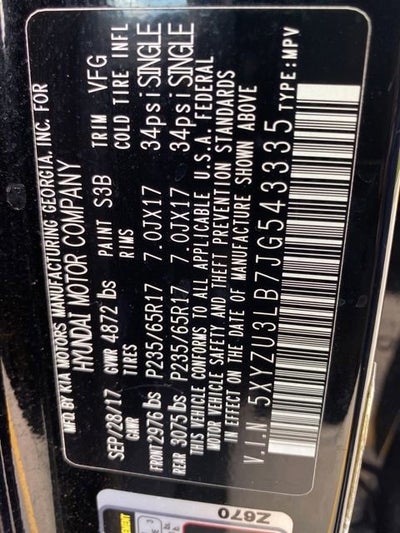 MFG BY KIA MOTORS MANUFACTURING GEORGIA, INC. FOR
HYUNDAI MOTOR COMPANY
SEP/28/17 GVWR 4872 lbs PAINT S3B TRIM VFG
GAWR TIRES RIMS COLD TIRE INFL
FRONT 2976 lbs P235/65R17 7.0JX17 34psi SINGLE
REAR 3075 lbs P235/65R17 7.0JX17 34psi SINGLE
THIS VEHICLE CONFORMS TO ALL APPLICABLE U.S.A. FEDERAL
MOTOR VEHICLE SAFETY AND THEFT PREVENTION STANDARDS
IN EFFECT ON THE DATE OF MANUFACTURE SHOWN ABOVE
V.I.N 5XYZU3LB7JG543335
TYPE:MPV
Z670